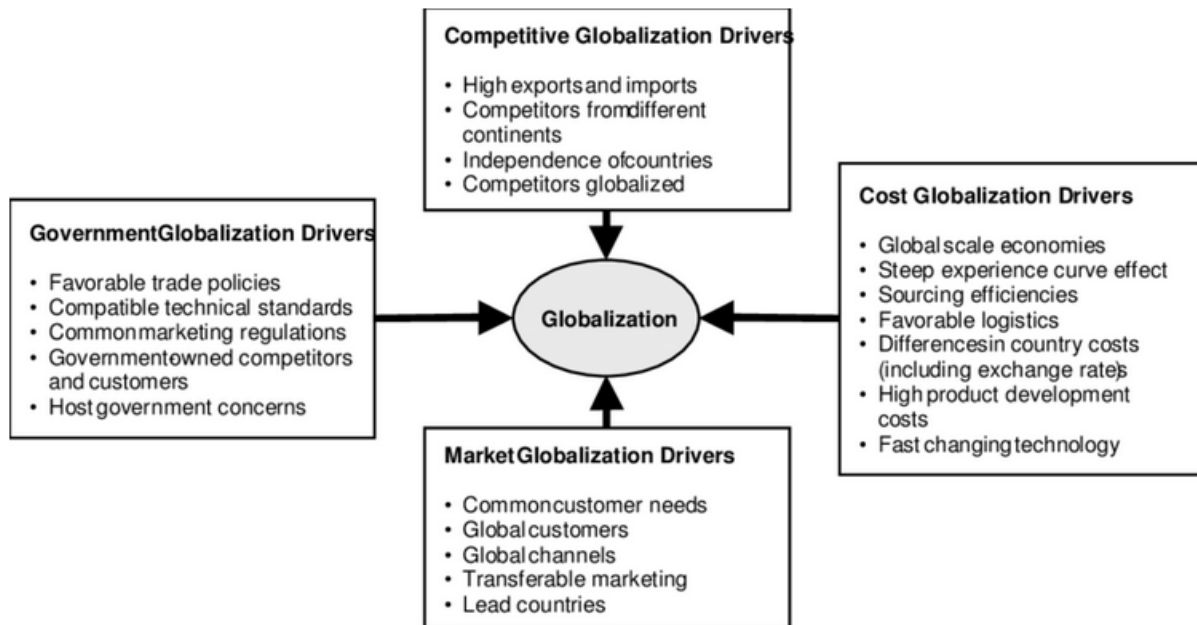 Competitive Globalization Drivers
• High exports and imports
• Competitors from different
continents
• Independence of countries
• Competitors globalized
Government Globalization Drivers
• Favorable trade policies
• Compatible technical standards
• Common marketing regulations
• Government-owned competitors
and customers
• Host government concerns
Globalization
Cost Globalization Drivers
• Global scale economies
• Steep experience curve effect
• Sourcing efficiencies
• Favorable logistics
• Differences in country costs
(including exchange rates)
• High product development
costs
• Fast changing technology
Market Globalization Drivers
• Common customer needs
• Global customers
• Global channels
• Transferable marketing
• Lead countries